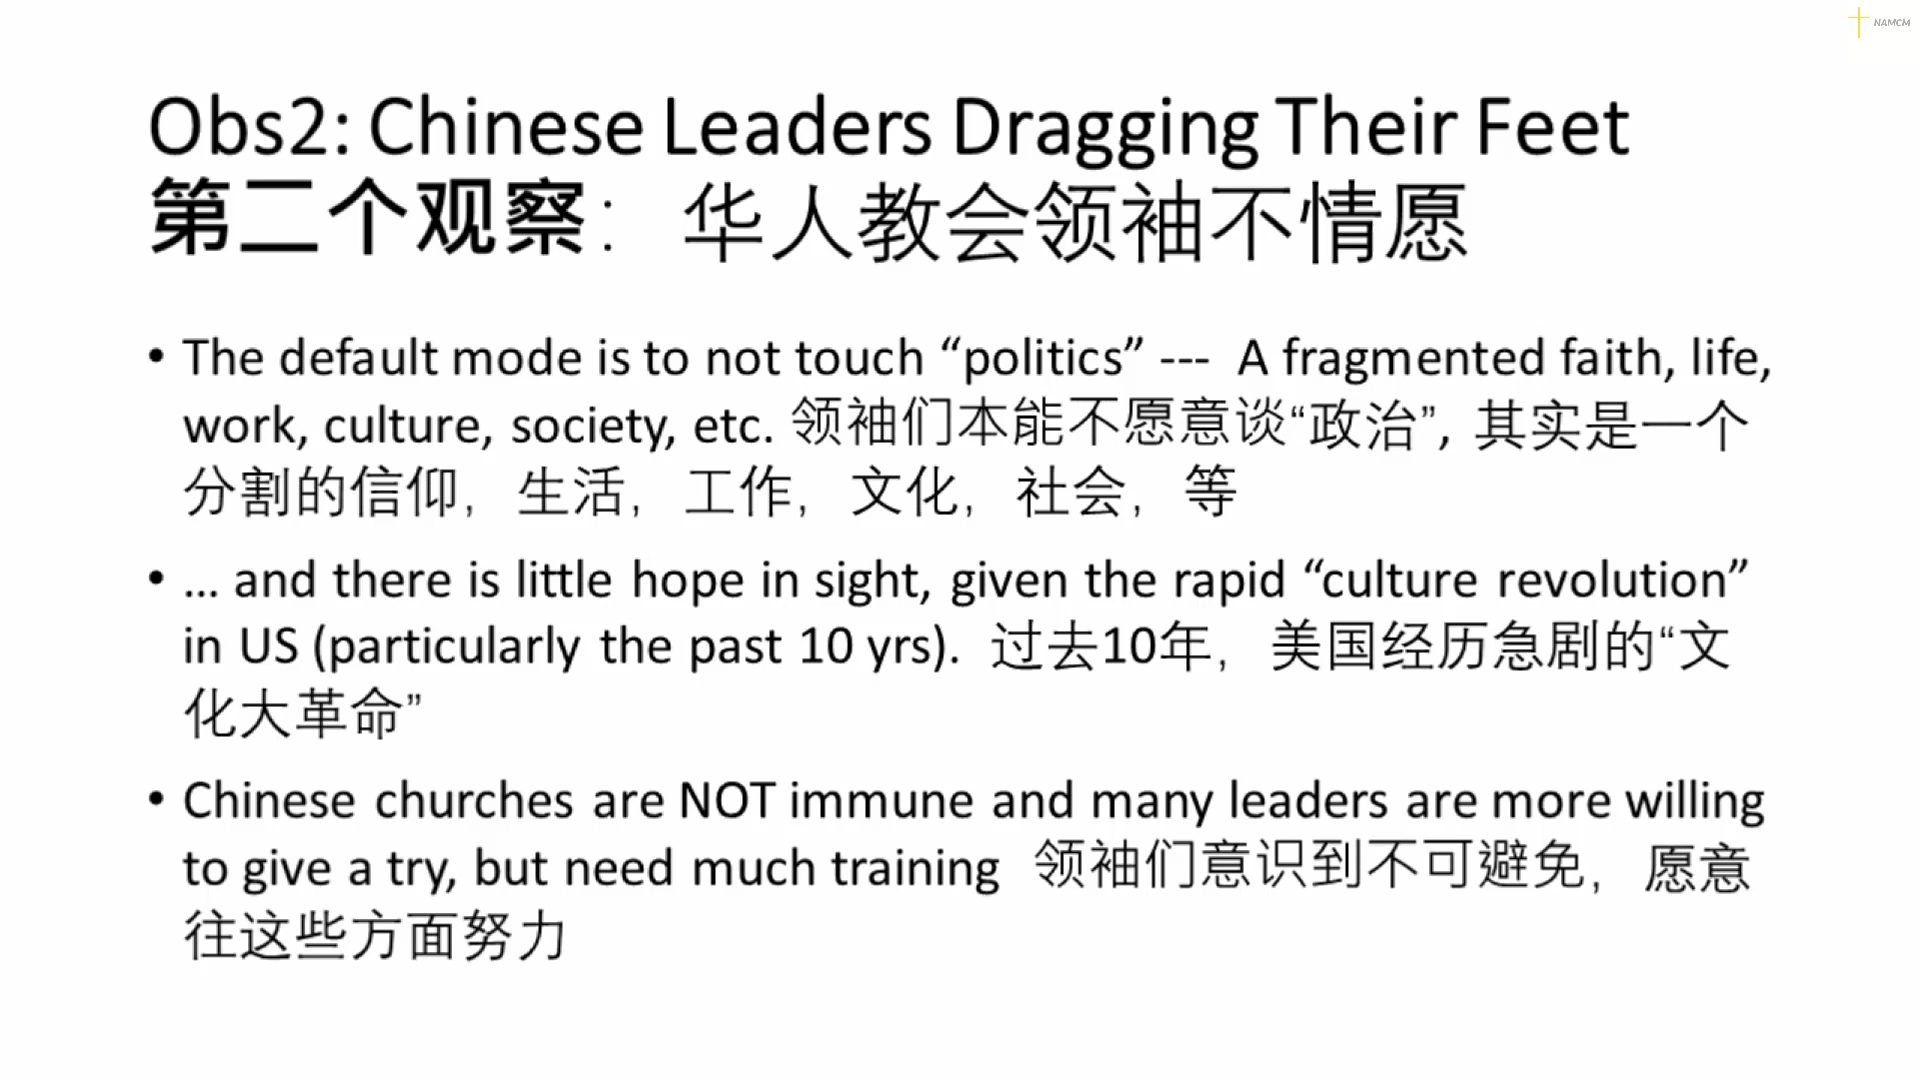 NAMCM
Obs2: Chinese Leaders Dragging Their Feet
第二个观察： 华人教会领袖不情愿
• The default mode is to not touch “politics” --- A fragmented faith, life,
work, culture, society, etc. 领袖们本能不愿意谈“政治”, 其实是一个
分割的信仰, 生活, 工作, 文化, 社会, 等
• … and there is little hope in sight, given the rapid “culture revolution”
in US (particularly the past 10 yrs). 过去10年, 美国经历急剧的“文
化大革命”
• Chinese churches are NOT immune and many leaders are more willing
to give a try, but need much training 领袖们意识到不可避免, 愿意
往这些方面努力